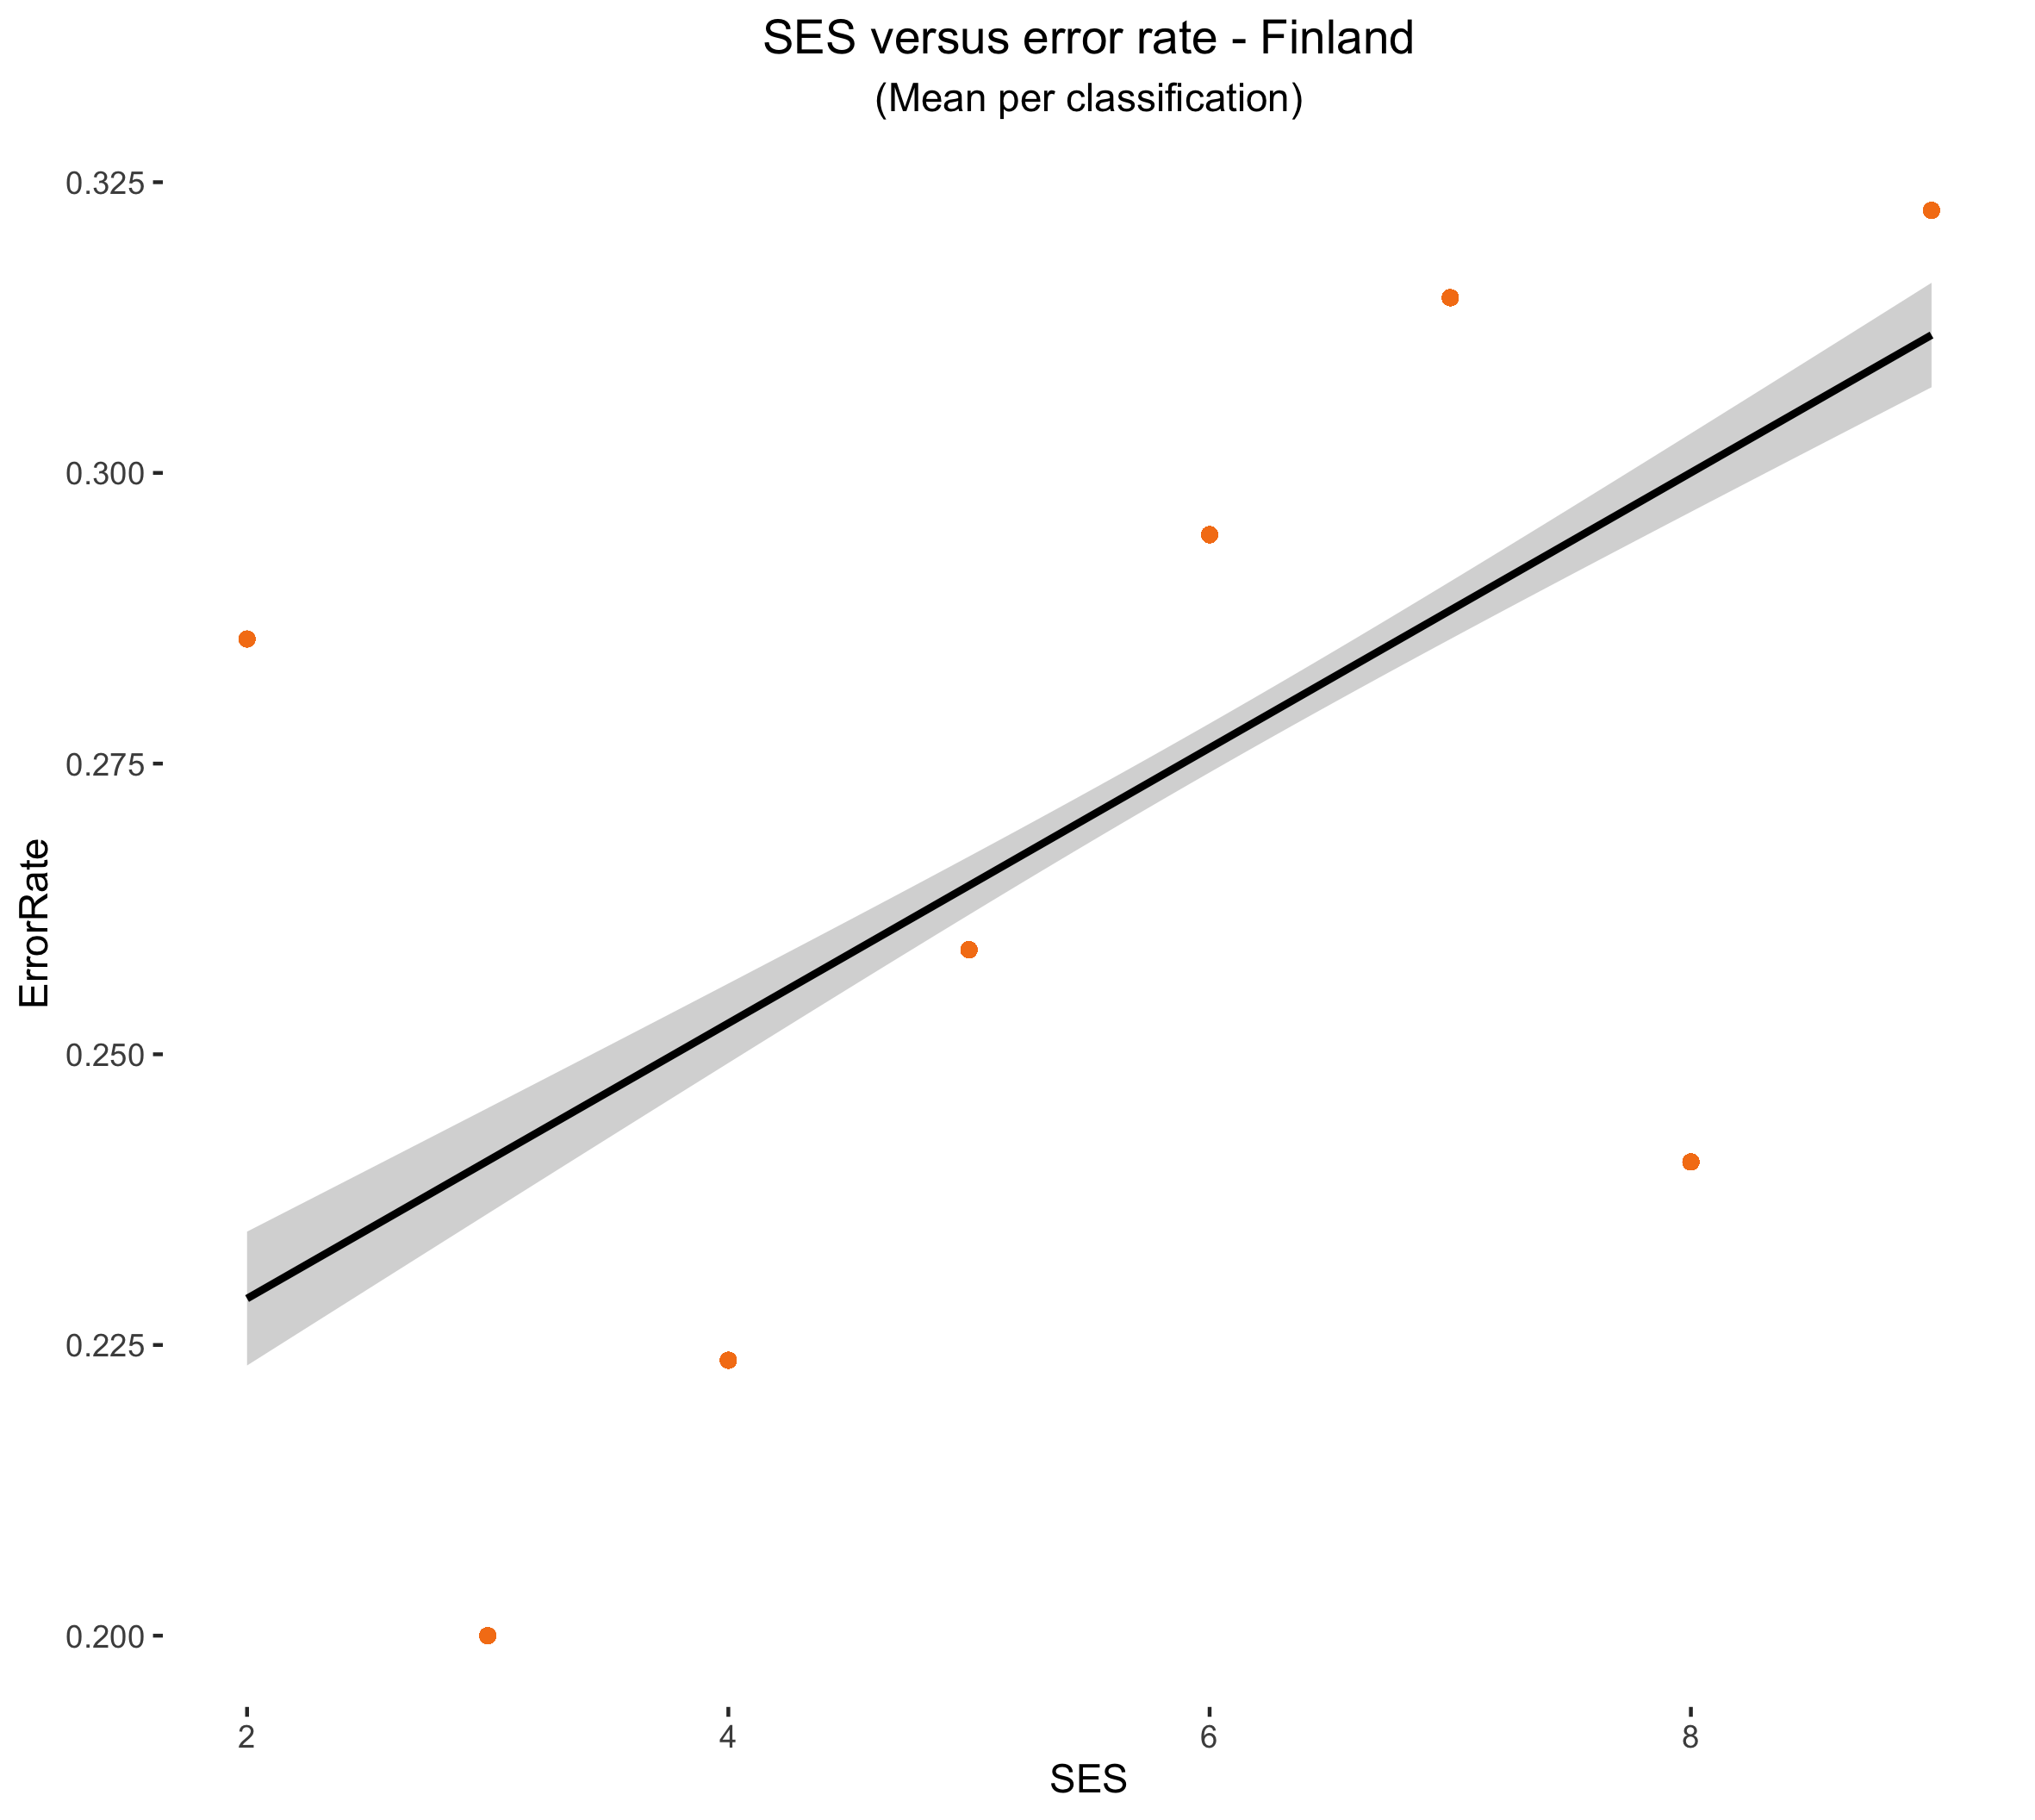 SES versus error rate - Finland
(Mean per classification)
0.325
0.300
0.275
0.250
0.225
0.200
ErrorRate
2 4 6 8
SES